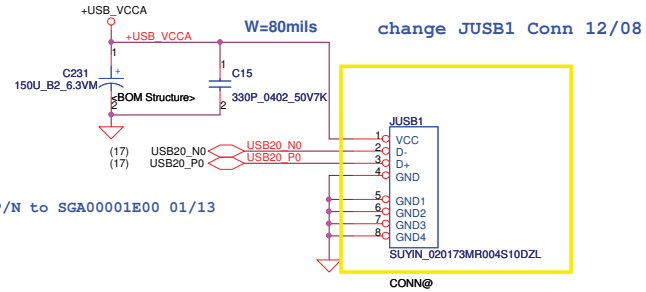 +USB_VCCA
+USB_VCCA
W=80mils
change JUSB1 Conn 12/08
1
1
C231
+
150U_B2_6.3VM
<BOM Structure>
2
C15
330P_0402_50V7K
2
JUSB1
(17) USB20_N0 USB20_N0
(17) USB20_P0 USB20_P0
1 VCC
2 D-
3 D+
4 GND
5 GND1
6 GND2
7 GND3
8 GND4
P/N to SGA00001E00 01/13
SUYIN_020173MR004S10DZL
CONN@